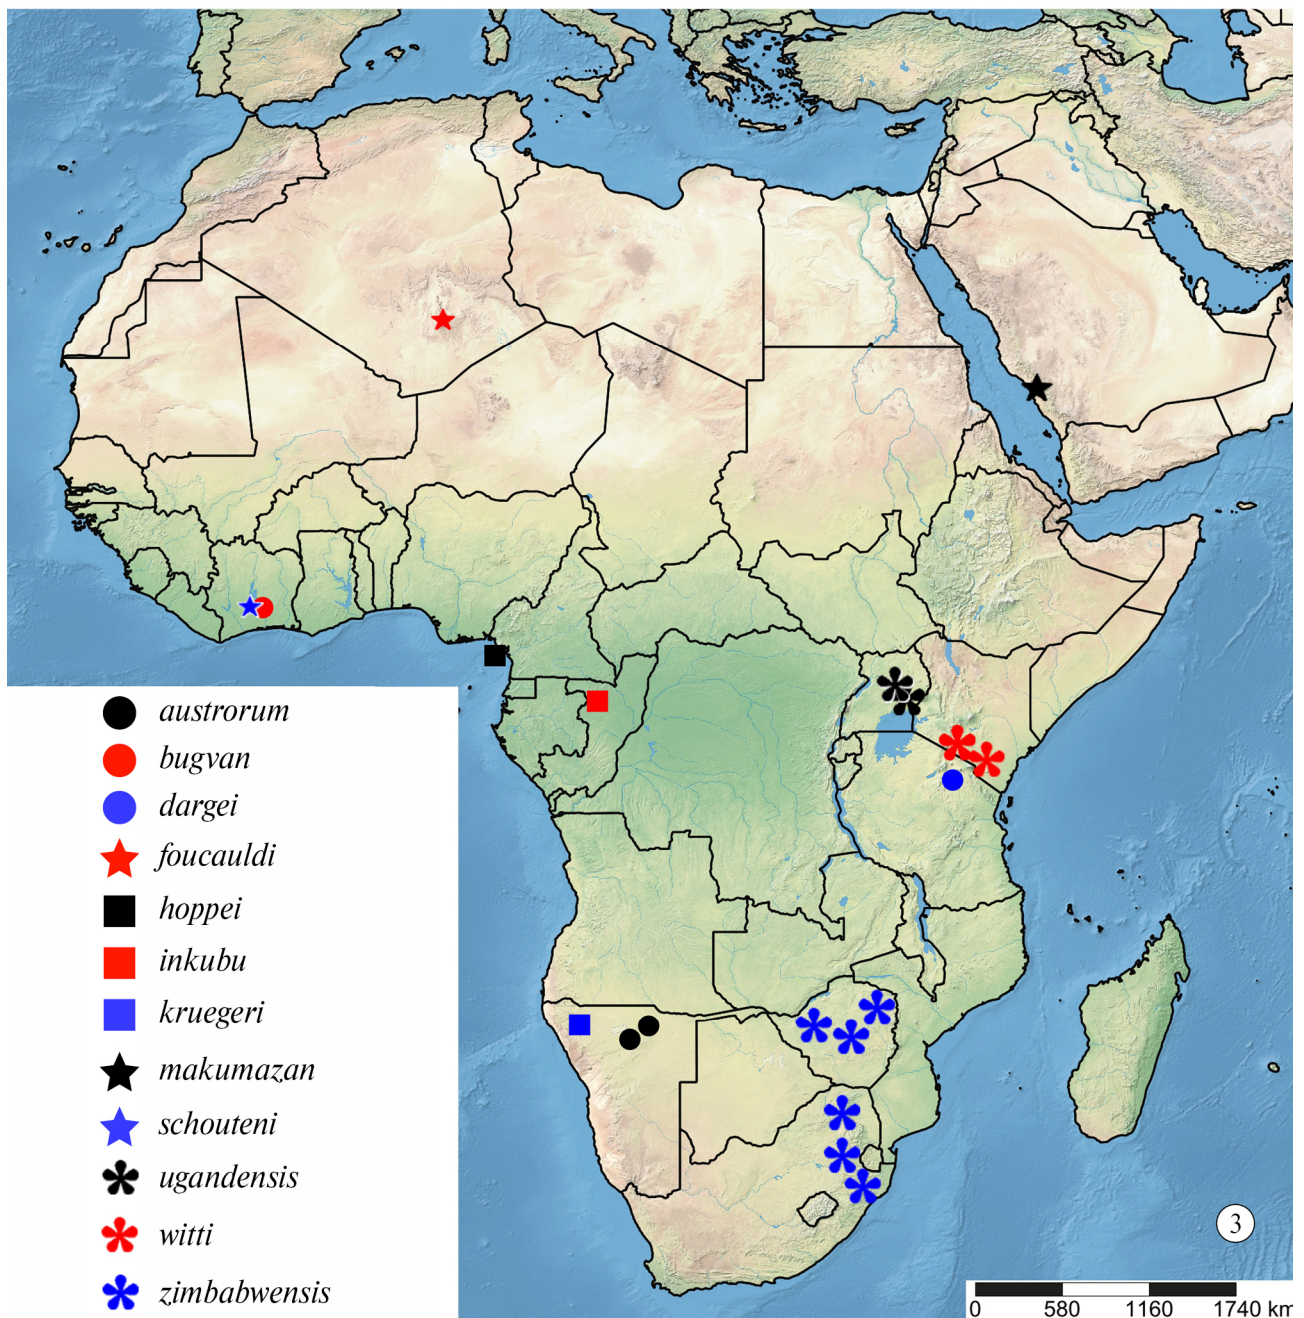 austrorum
bugvan
dargei
foucauldi
hoppei
inkubu
kruegeri
makumazan
schouteni
ugandensis
witti
zimbabwensis
3
0 580 1160 1740 km